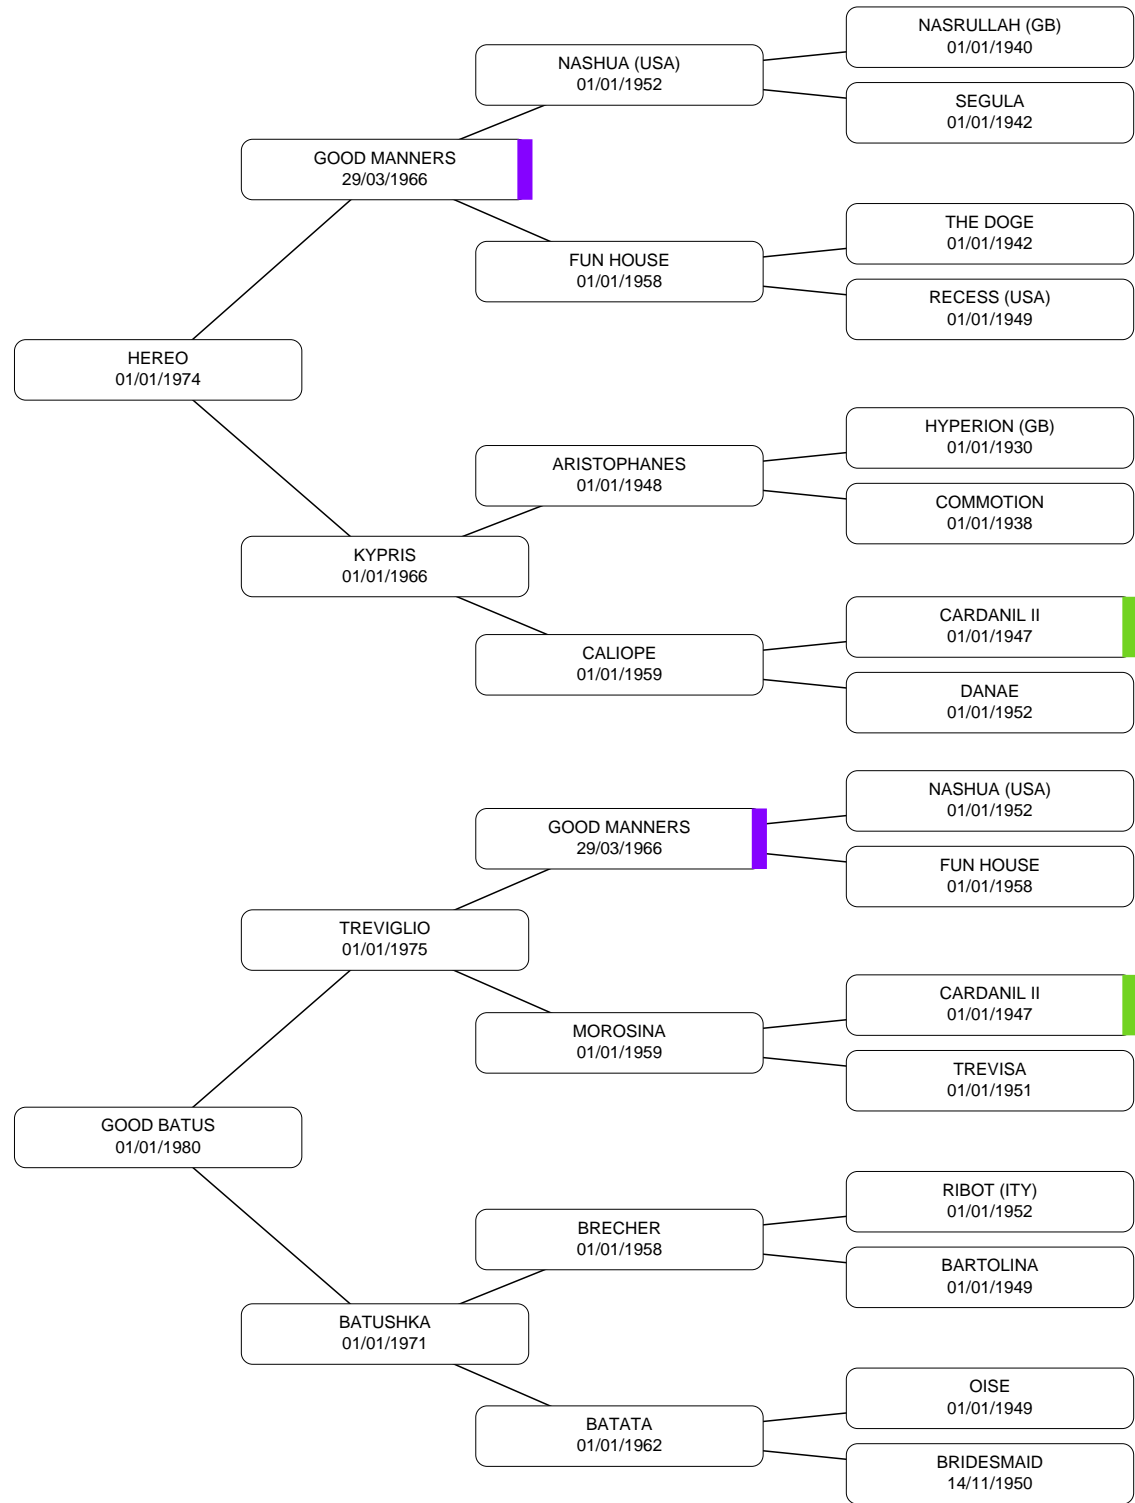 NASRULLAH (GB)
01/01/1940
NASHUA (USA)
01/01/1952
SEGULA
01/01/1942
GOOD MANNERS
29/03/1966
THE DOGE
01/01/1942
FUN HOUSE
01/01/1958
RECESS (USA)
01/01/1949
HEREO
01/01/1974
HYPERION (GB)
01/01/1930
ARISTOPHANES
01/01/1948
COMMOTION
01/01/1938
KYPRIS
01/01/1966
CARDANIL II
01/01/1947
CALIOPE
01/01/1959
DANAE
01/01/1952
NASHUA (USA)
01/01/1952
GOOD MANNERS
29/03/1966
FUN HOUSE
01/01/1958
TREVIGLIO
01/01/1975
CARDANIL II
01/01/1947
MOROSINA
01/01/1959
TREVISA
01/01/1951
GOOD BATUS
01/01/1980
RIBOT (ITY)
01/01/1952
BRECHER
01/01/1958
BARTOLINA
01/01/1949
BATUSHKA
01/01/1971
OISE
01/01/1949
BATATA
01/01/1962
BRIDESMAID
14/11/1950